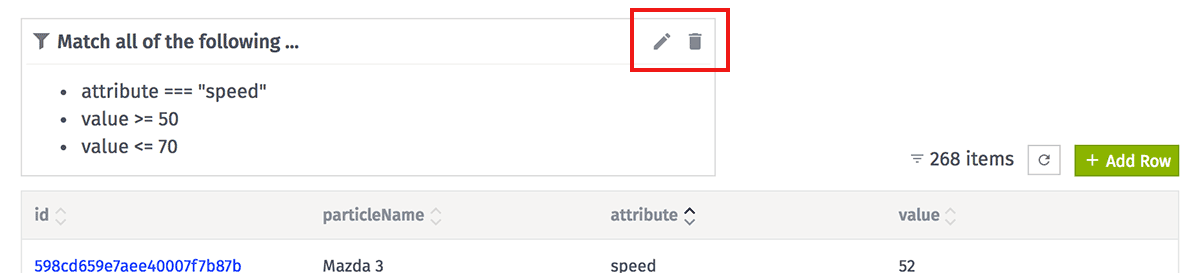 Match all of the following ...
attribute === "speed"
value >= 50
value <= 70
268 items
+ Add Row
id particleName attribute value
598cd659e7aee40007f7b87b Mazda 3 speed 52